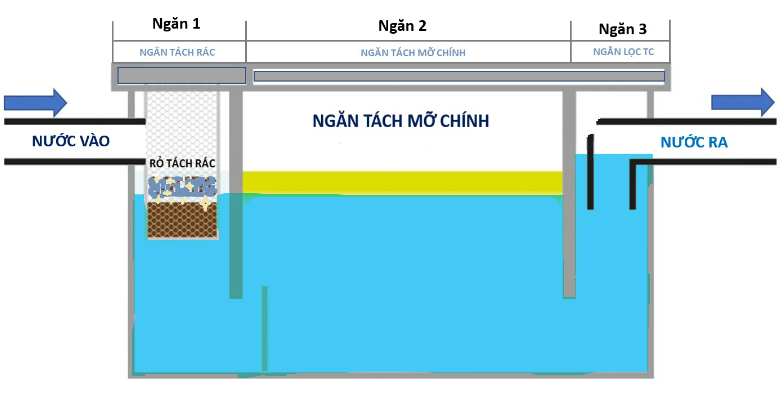 Ngăn 1
Ngăn 2
Ngăn 3
NGĂN TÁCH RÁC
NGĂN TÁCH MỠ CHÍNH
NGĂN LỌC TC
NGĂN TÁCH MỠ CHÍNH
NƯỚC VÀO
NƯỚC RA
RỎ TÁCH RÁC